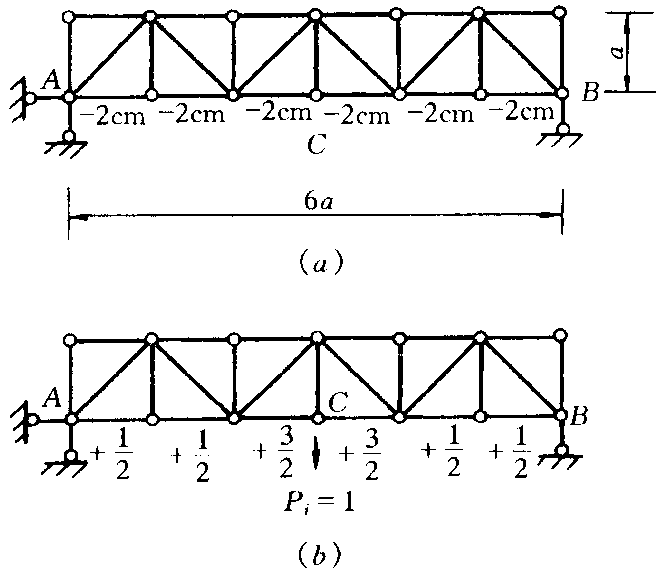 A
B
a
−2cm −2cm −2cm −2cm −2cm −2cm
C
6a
(a)
A
C
B
+1/2 +1/2 +3/2 +3/2 +1/2 +1/2
P_i = 1
(b)